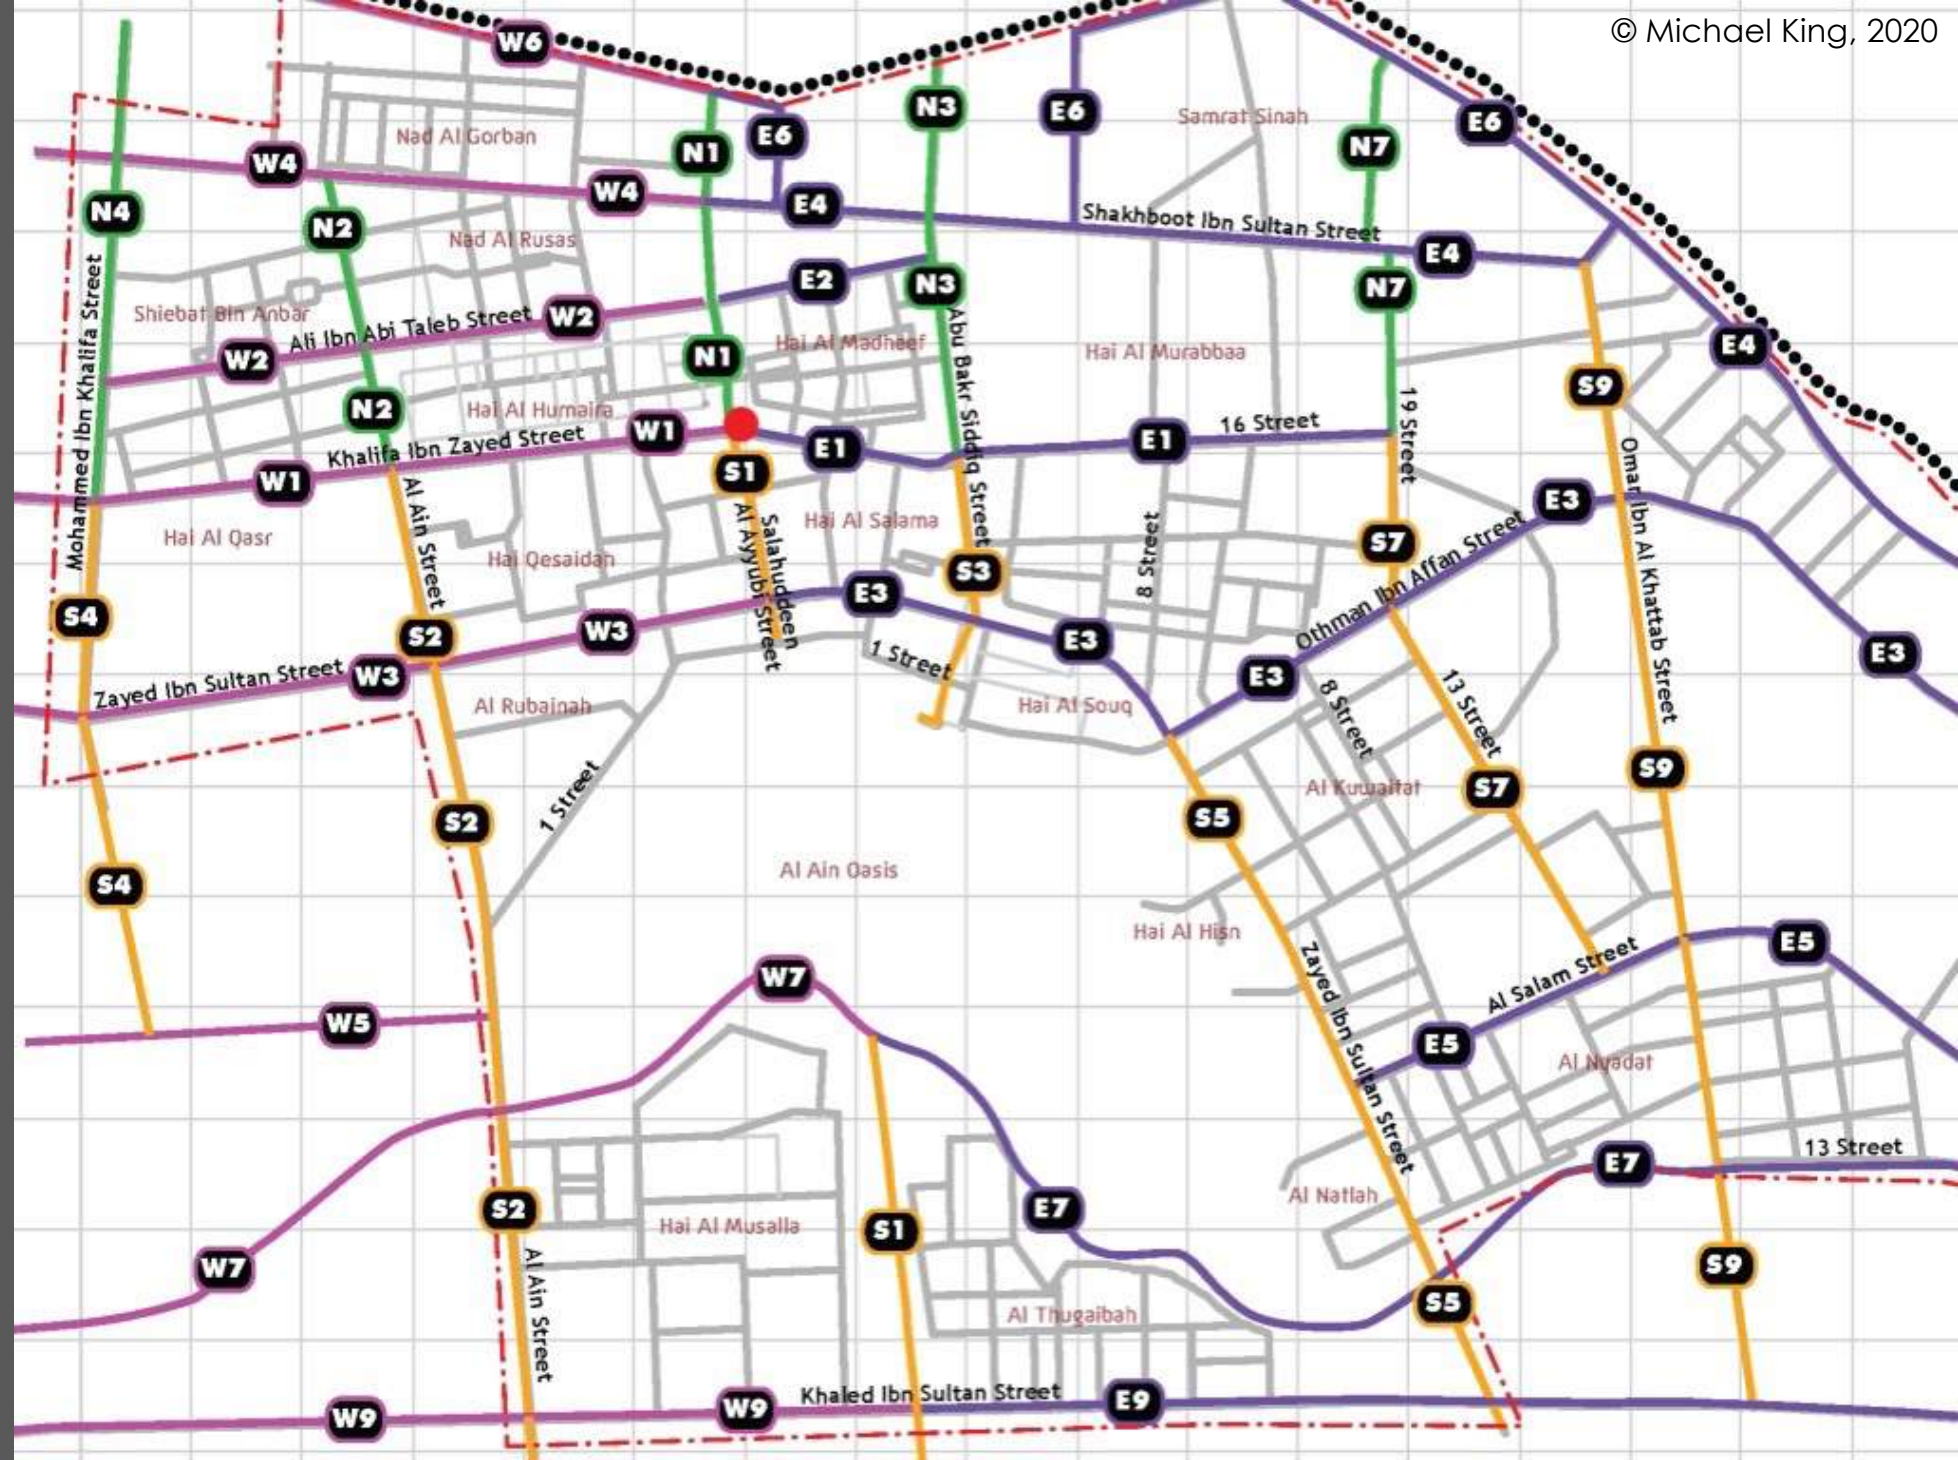 © Michael King, 2020
W6
E6
N3
E6
Samrat Sinah
E6
Nad Al Gorban
N1
N7
W4
W4
E4
N4
N2
Shakhboot Ibn Sultan Street
E4
Nad Al Rusas
E2
N3
N7
Shiebat Bin Anbar
Ali Ibn Abi Taleb Street
W2
W2
N1
Hai Al Madheef
Hai Al Murabbaa
E4
S9
Mohammed Ibn Khalifa Street
Abu Bakr Siddiq Street
19 Street
N2
Hai Al Humaira
W1
Khalifa Ibn Zayed Street
E1
E1
16 Street
W1
S1
Al Ain Street
Salahuddeen
Al Ayyubi Street
Hai Al Salama
E3
Omar Ibn Al Khattab Street
Hai Al Qasr
Hai Qesaidah
S3
8 Street
S7
Othman Ibn Affan Street
S4
S2
W3
E3
E3
E3
Zayed Ibn Sultan Street
W3
1 Street
E3
Al Rubainah
Hai Al Souq
8 Street
13 Street
1 Street
S2
S5
Al Kuwaitat
S7
S9
S4
Al Ain Oasis
Hai Al Hisn
Zayed Ibn Sultan Street
Al Salam Street
E5
W7
W5
E5
Al Nyadat
13 Street
E7
S2
Hai Al Musalla
S1
E7
Al Natlah
W7
Al Ain Street
Al Thugaibah
S5
S9
W9
W9
Khaled Ibn Sultan Street
E9